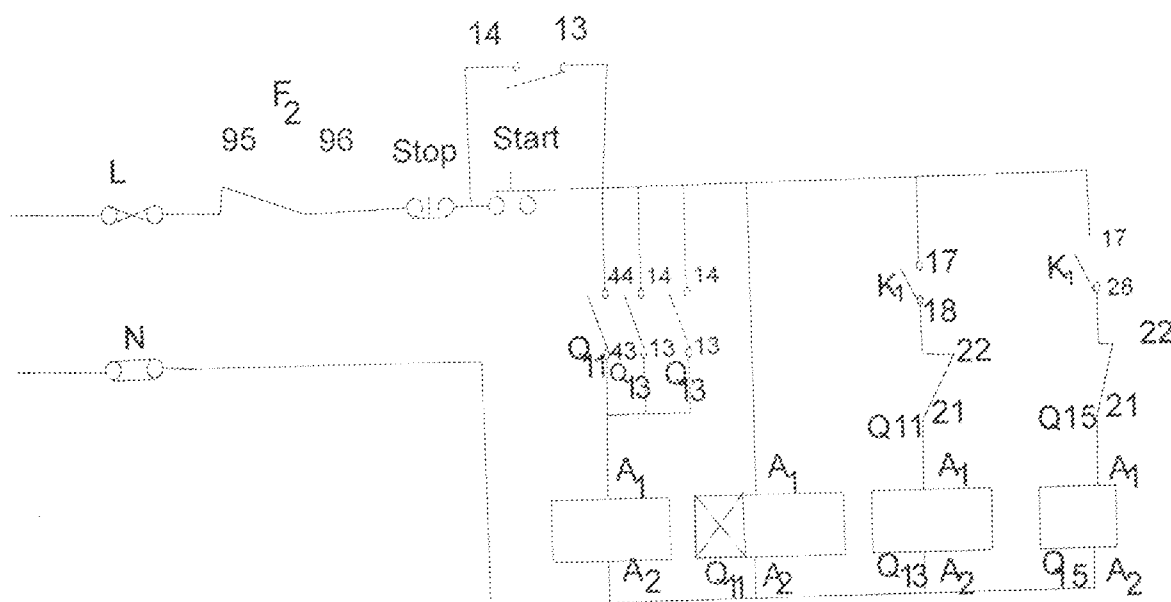 14 13
F2
95 96
Stop Start
L
17
K1 17
K1 28
18
44 14 14
N
22 22
Q11 43 Q13 13 Q13 13
Q11 21
Q15 21
A1 A1 A1 A1
A2 Q11 A2 Q13 A2 Q15 A2